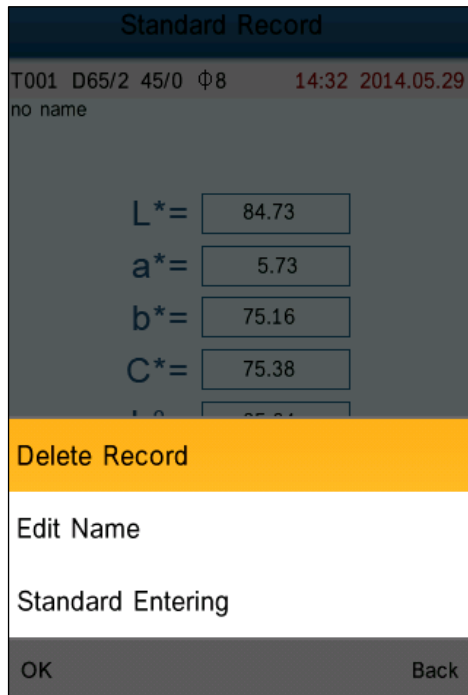 Standard Record
T001 D65/2 45/0 Φ8 14:32 2014.05.29
no name
L*= 84.73
a*= 5.73
b*= 75.16
C*= 75.38
Delete Record
Edit Name
Standard Entering
OK Back